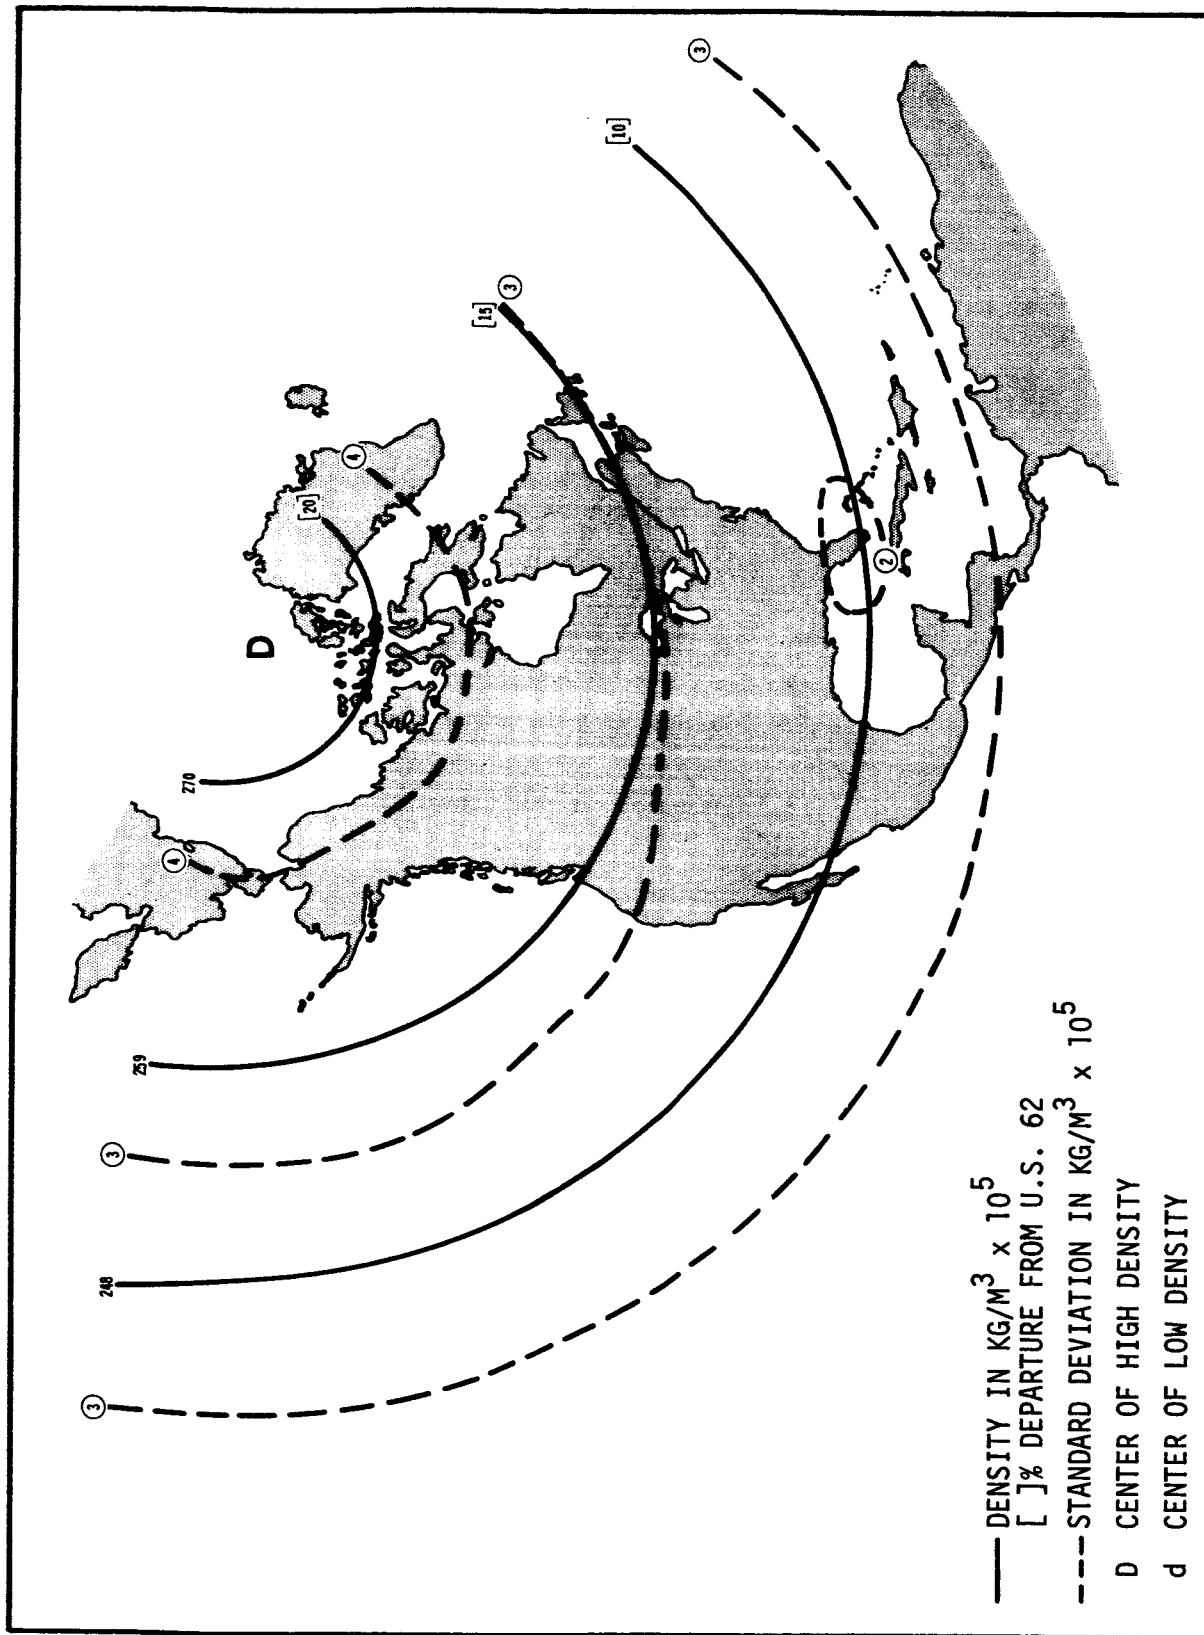 ③
[10]
③
[15]
④
[20]
D
270
④
259
③
248
③
②
DENSITY IN KG/M³ x 10⁵
[ ]% DEPARTURE FROM U.S. 62
STANDARD DEVIATION IN KG/M³ x 10⁵
D CENTER OF HIGH DENSITY
d CENTER OF LOW DENSITY